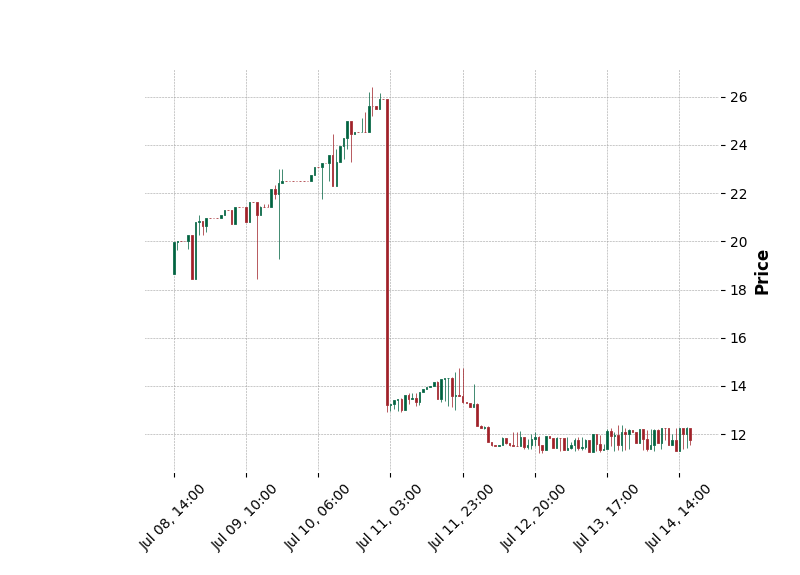 26
24
22
20
18
16
14
12
Price
Jul 08, 14:00
Jul 09, 10:00
Jul 10, 06:00
Jul 11, 03:00
Jul 11, 23:00
Jul 12, 20:00
Jul 13, 17:00
Jul 14, 14:00